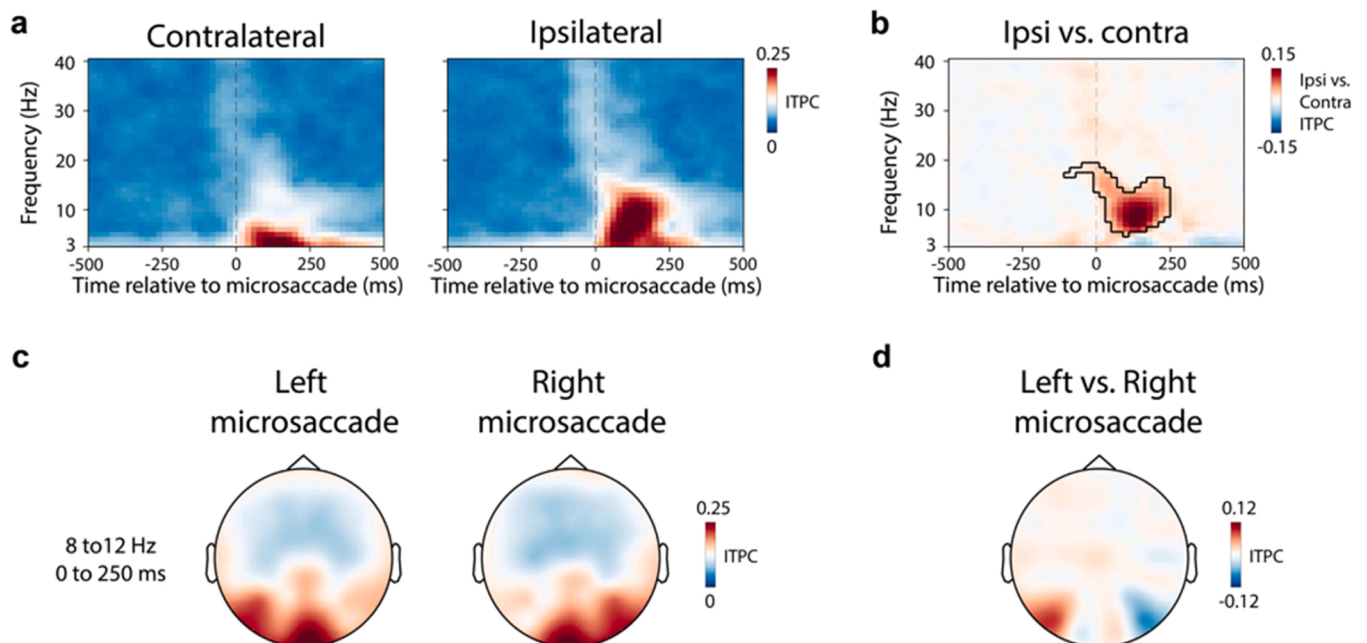 a
Contralateral
Ipsilateral
Frequency (Hz)
40
30
20
10
3
-500 -250 0 250 500
Time relative to microsaccade (ms)
-500 -250 0 250 500
Time relative to microsaccade (ms)
0.25
ITPC
0
b
Ipsi vs. contra
Frequency (Hz)
40
30
20
10
3
-500 -250 0 250 500
Time relative to microsaccade (ms)
0.15
Ipsi vs.
Contra
ITPC
-0.15
c
Left
microsaccade
Right
microsaccade
8 to12 Hz
0 to 250 ms
0.25
ITPC
0
d
Left vs. Right
microsaccade
0.12
ITPC
-0.12